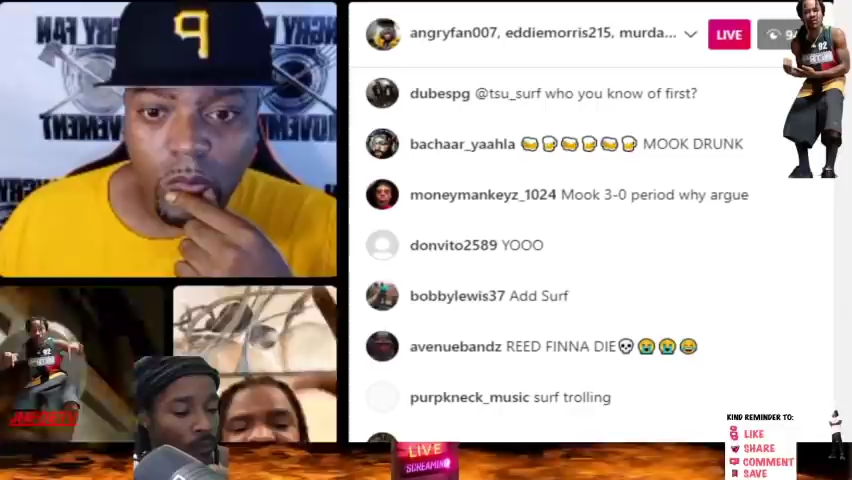 angryfan007, eddiemorris215, murda...
LIVE
dubespg @tsu_surf who you know of first?
bachaar_yaahla 🍻🍺🍻🍺🍻🍺 MOOK DRUNK
moneymankeyz_1024 Mook 3-0 period why argue
donvito2589 YOOO
bobbylewis37 Add Surf
avenuebandz REED FINNA DIE💀😭😭😂
purpkneck_music surf trolling
KIND REMINDER TO:
LIKE
SHARE
COMMENT
SAVE
LIVE